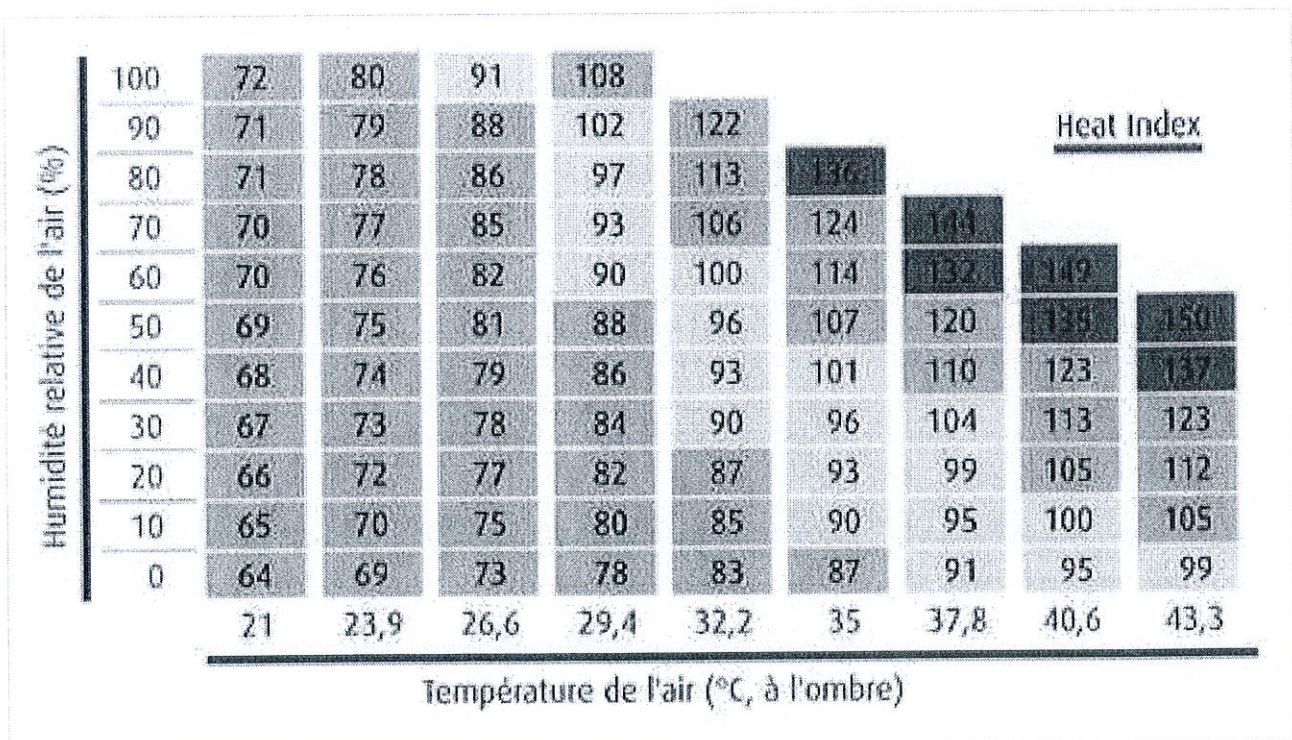 Heat Index
Humidité relative de l'air (%)
100 72 80 91 108
90 71 79 88 102 122
80 71 78 86 97 113 136
70 70 77 85 93 106 124 144
60 70 76 82 90 100 114 132 149
50 69 75 81 88 96 107 120 135 150
40 68 74 79 86 93 101 110 123 137
30 67 73 78 84 90 96 104 113 123
20 66 72 77 82 87 93 99 105 112
10 65 70 75 80 85 90 95 100 105
0 64 69 73 78 83 87 91 95 99
21 23,9 26,6 29,4 32,2 35 37,8 40,6 43,3
Température de l'air (°C, à l'ombre)